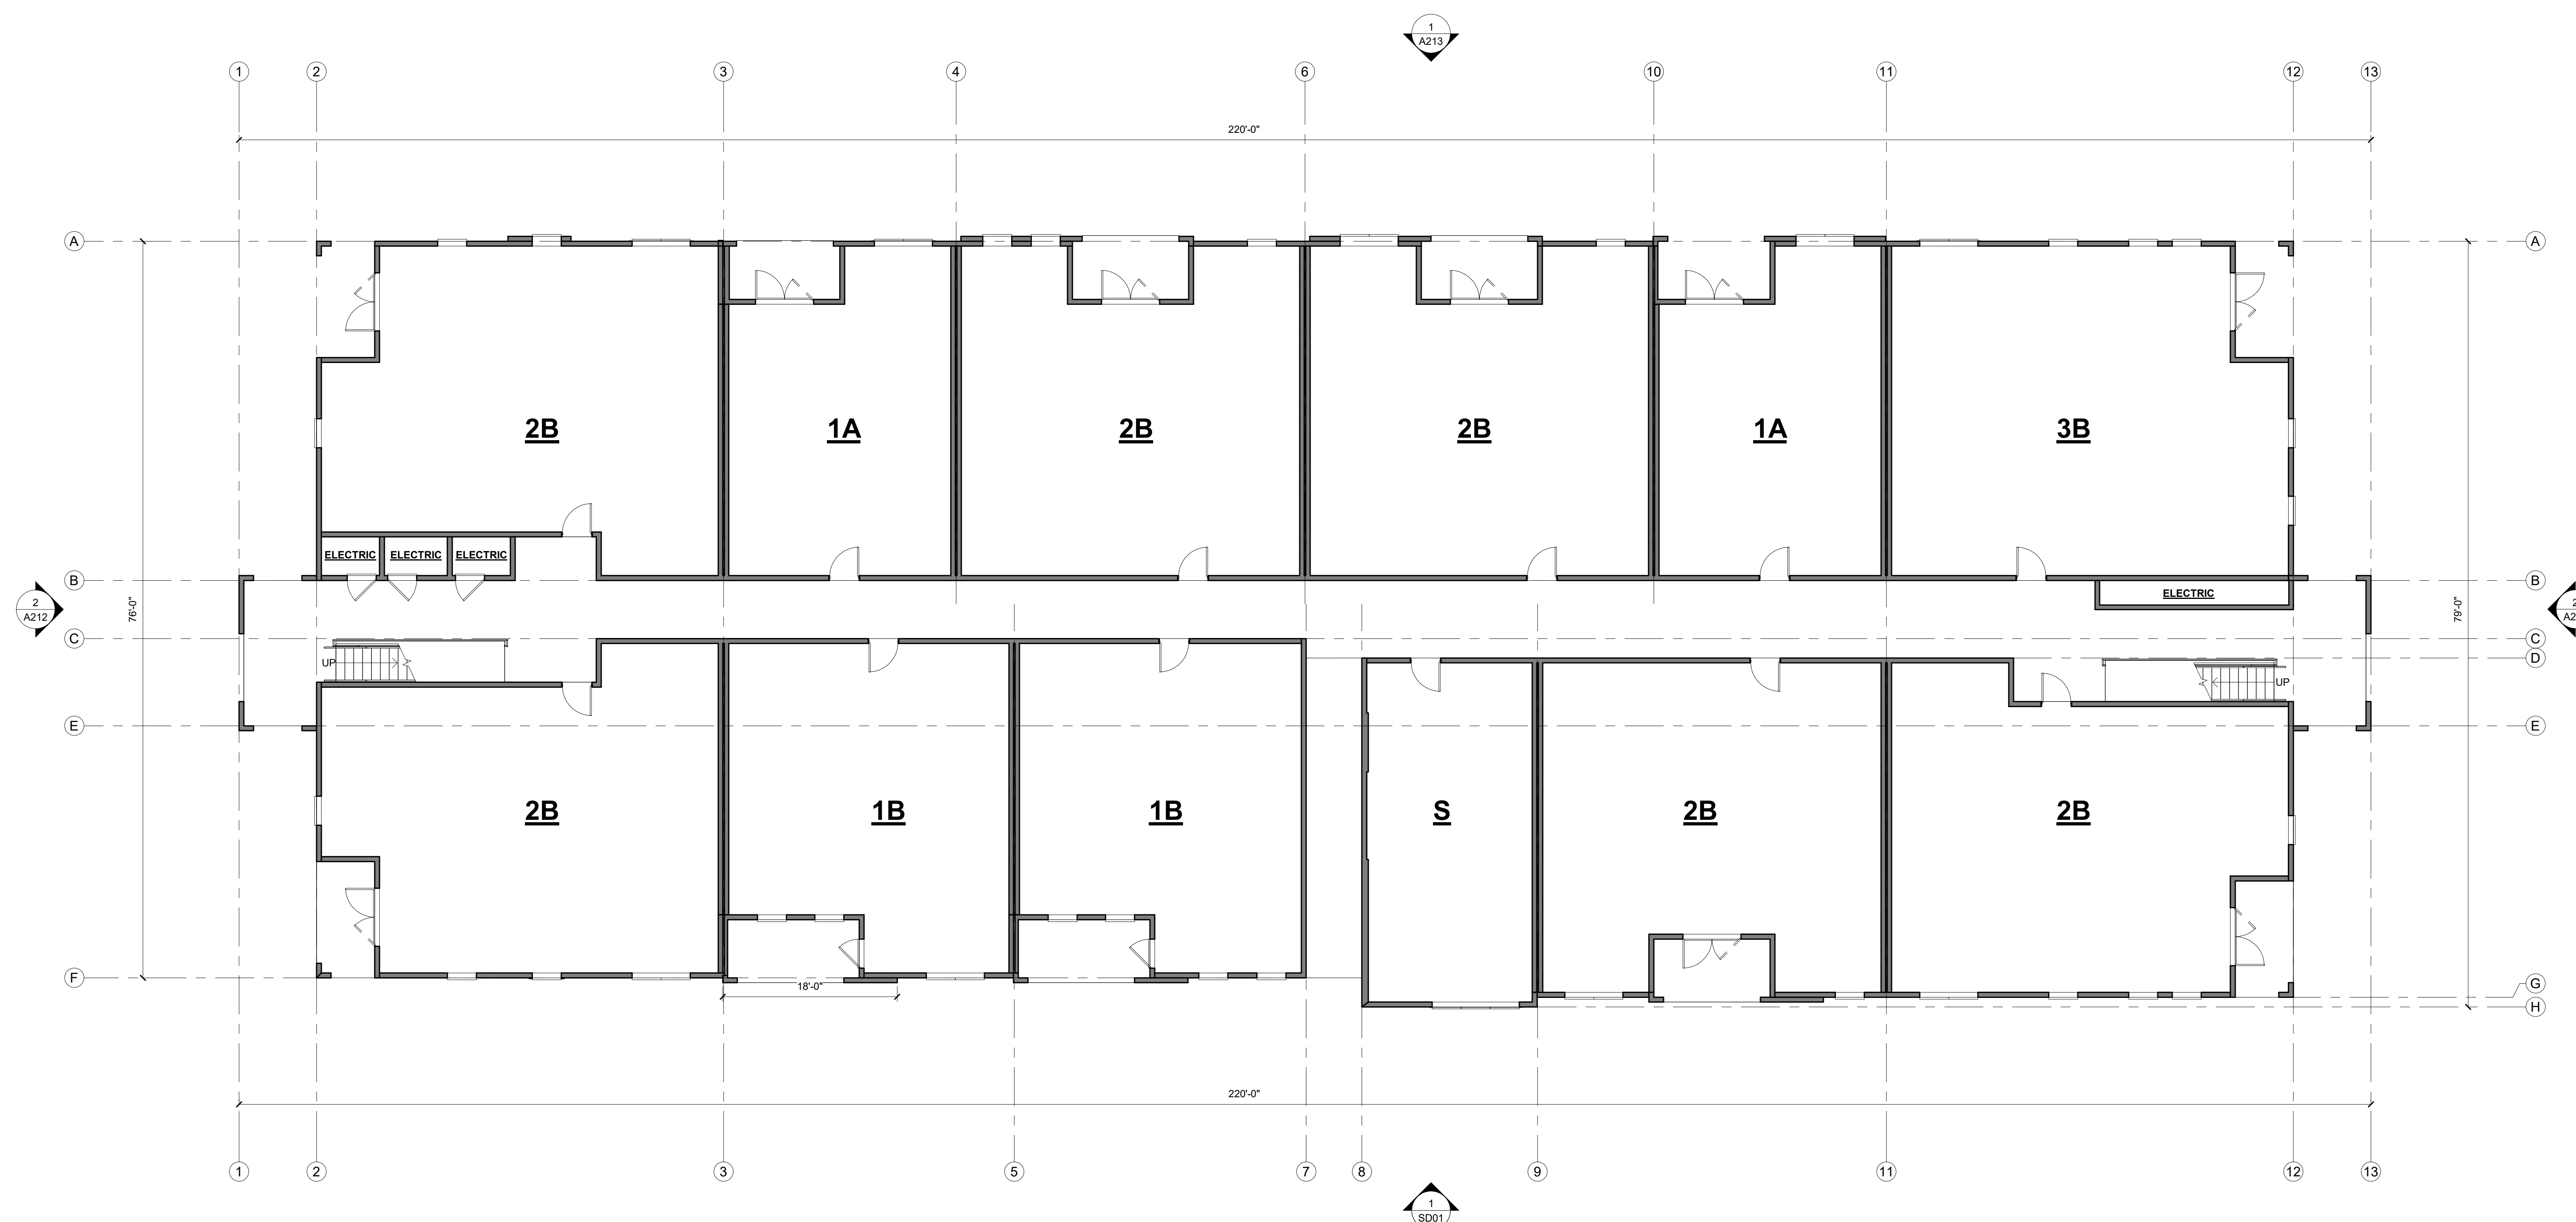 1
A213
1 2 3 4 6 10 11 12 13
220'-0"
A A
2B 1A 2B 2B 1A 3B
ELECTRIC ELECTRIC ELECTRIC
B B
ELECTRIC
2
A212
76'-0"
79'-0"
C C
D
UP
UP
E E
2B 1B 1B S 2B 2B
F
18'-0"
G
H
220'-0"
1 2 3 5 7 8 9 11 12 13
1
SD01